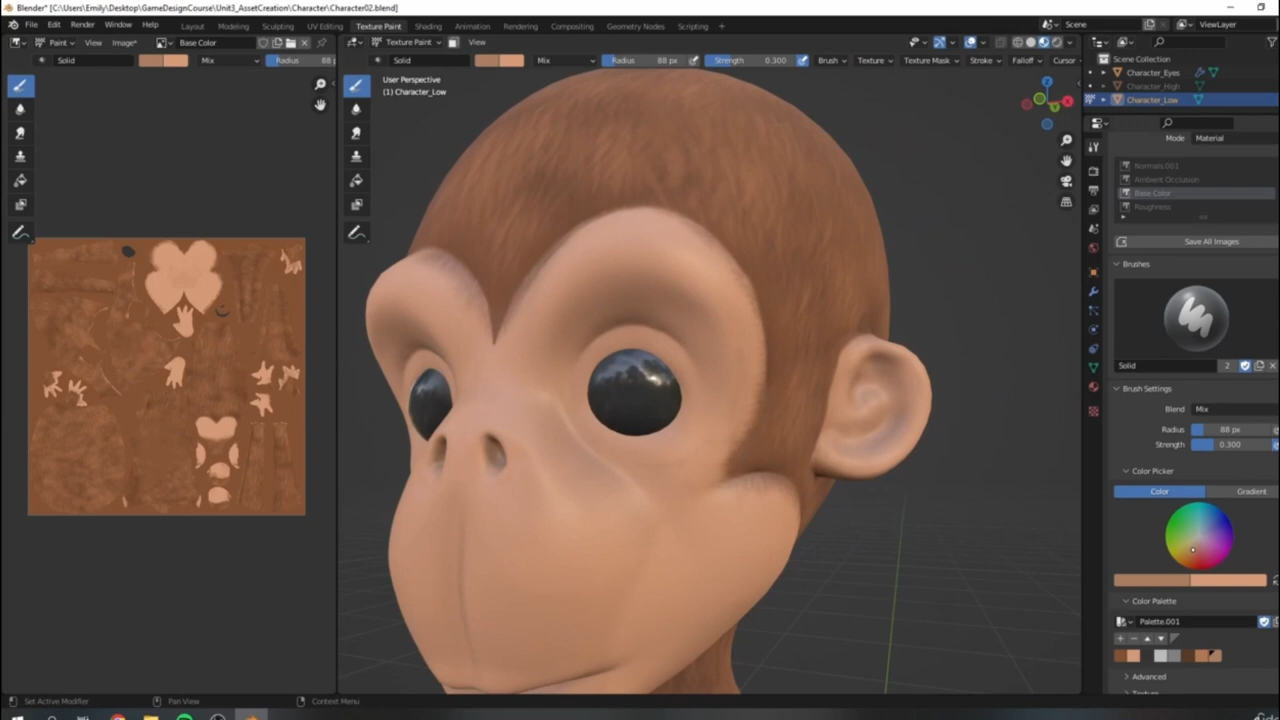 Blender* [C:\Users\Emily\Desktop\GameDesignCourse\Unit3_AssetCreation\Character\Character02.blend]
File Edit Render Window Help Layout Modeling Sculpting UV Editing Texture Paint Shading Animation Rendering Compositing Geometry Nodes Scripting + Scene ViewLayer
Paint View Image* Base Color Texture Paint View
Solid Mix Radius 88 Solid Mix Radius 88 px Strength 0.300 Brush Texture Texture Mask Stroke Falloff Cursor
User Perspective
(1) Character_Low
Scene Collection
Character_Eyes
Character_High
Character_Low
Mode Material
Normals.001
Ambient Occlusion
Base Color
Roughness
Save All Images
Brushes
Solid 2
Brush Settings
Blend Mix
Radius 88 px
Strength 0.300
Color Picker
Color Gradient
Color Palette
Palette.001
Advanced
Set Active Modifier Pan View Context Menu